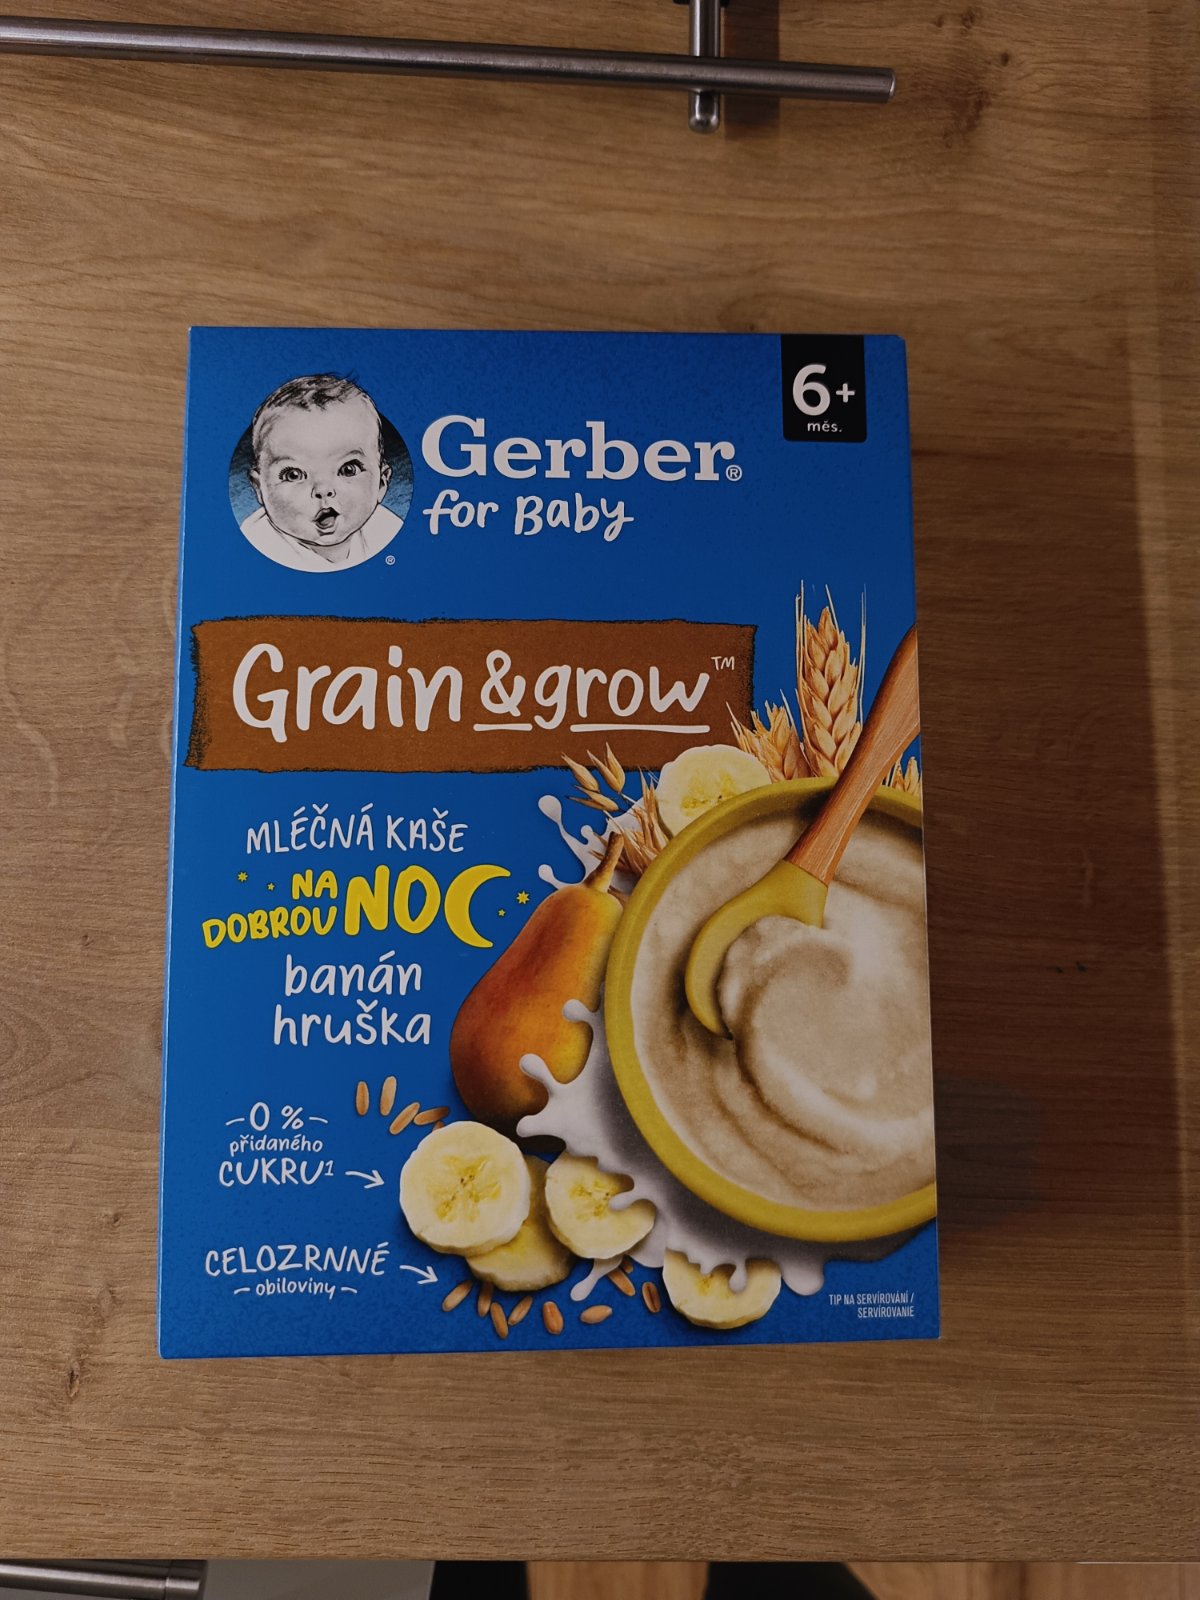 6+
měs.
Gerber®
for Baby
®
Grain & grow™
MLÉČNÁ KAŠE
NA
DOBROU NOC
banán
hruška
0 %
přidaného
CUKRU¹
CELOZRNNÉ
obiloviny
TIP NA SERVÍROVÁNÍ /
SERVÍROVANIE